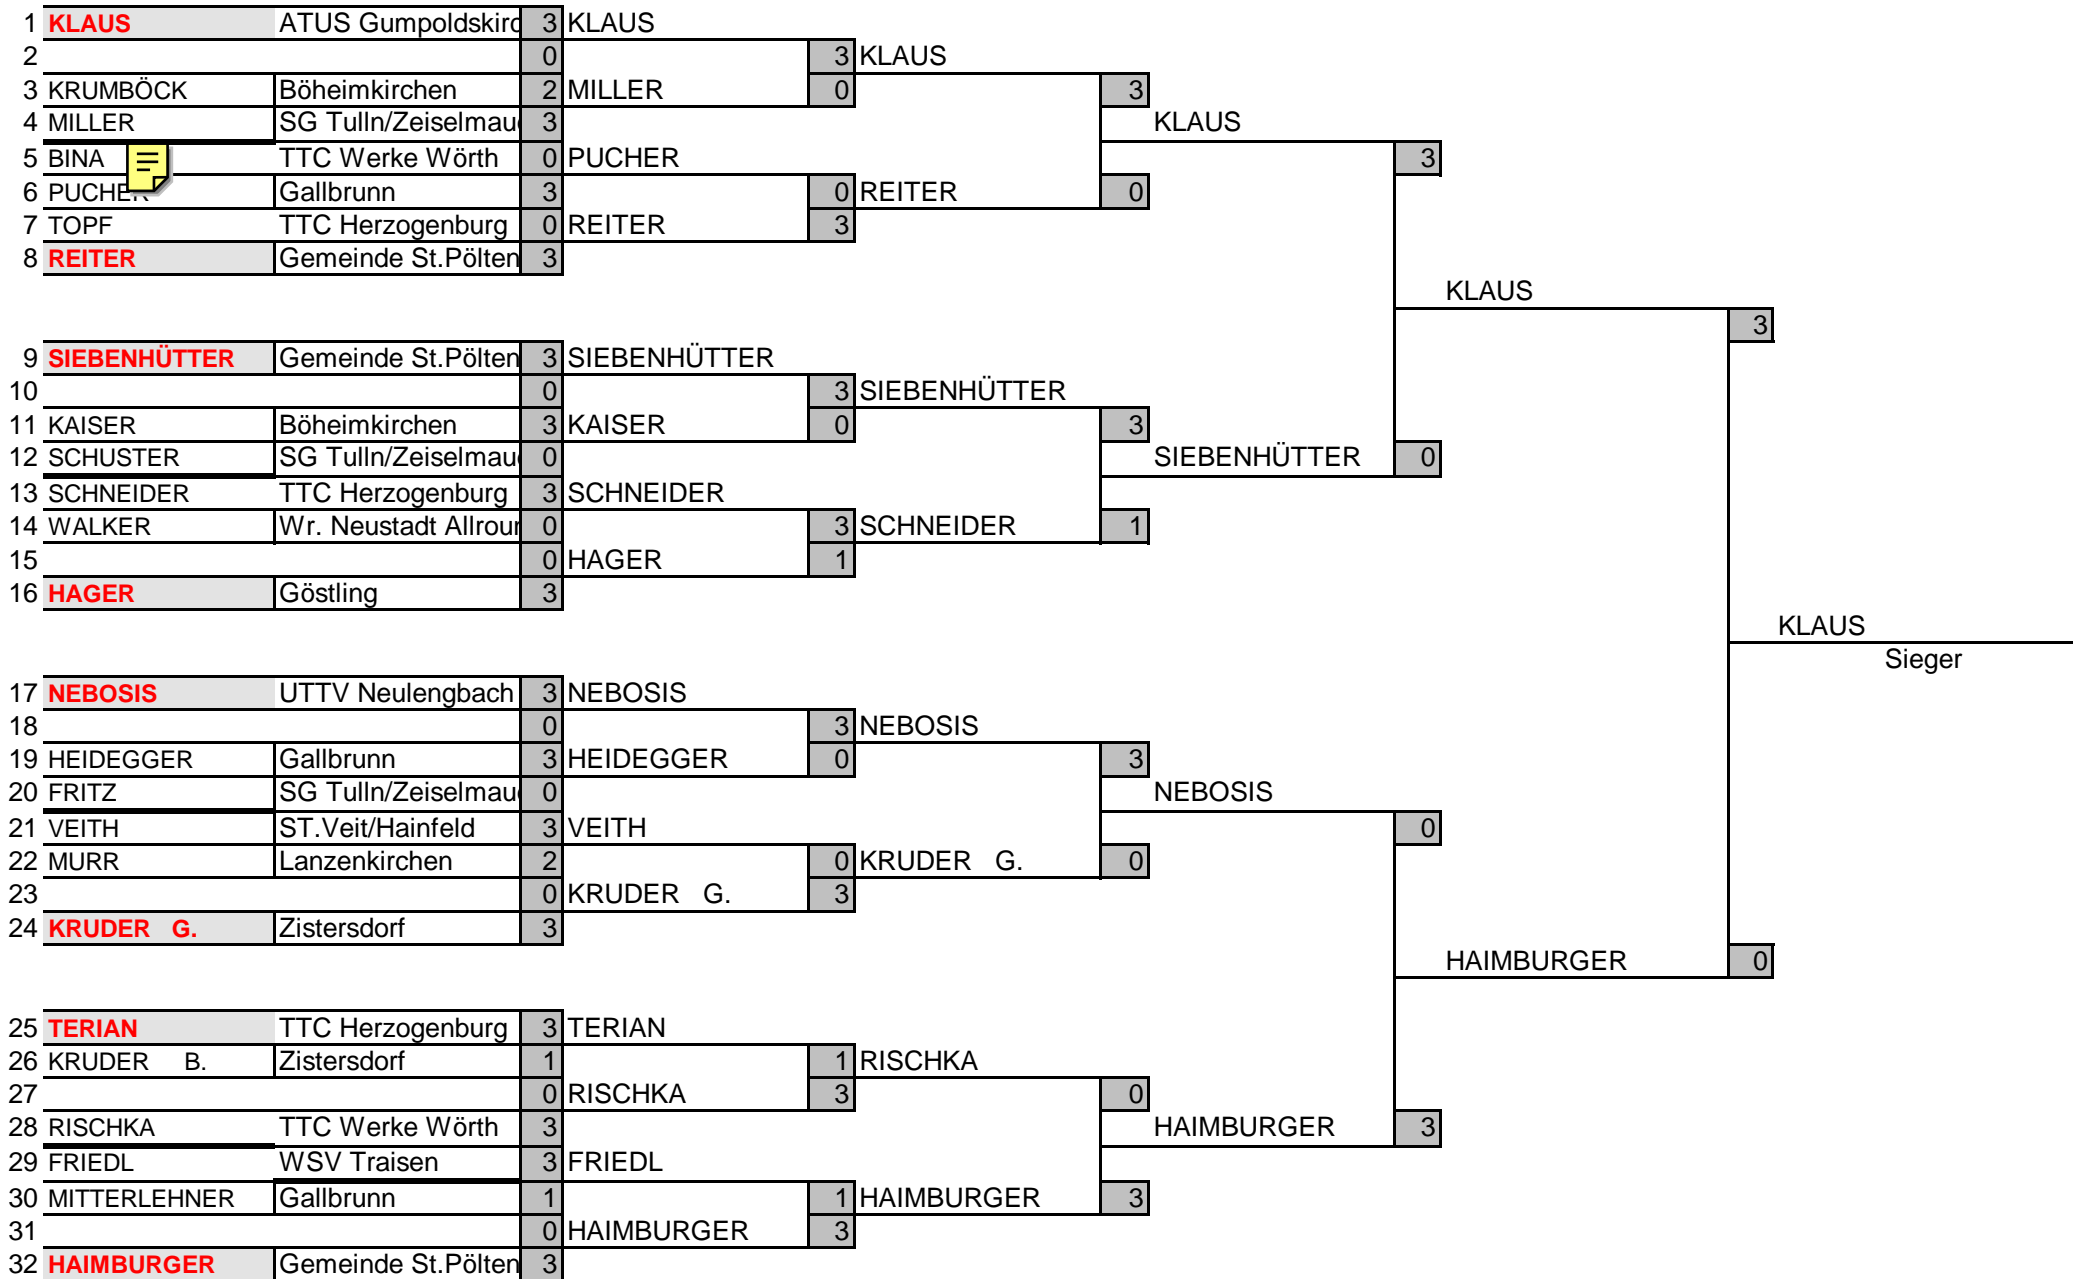 1 KLAUS ATUS Gumpoldskirc 3 KLAUS
2 0 3 KLAUS
3 KRUMBÖCK Böheimkirchen 2 MILLER 0 3
4 MILLER SG Tulln/Zeiselmau 3 KLAUS
5 BINA TTC Werke Wörth 0 PUCHER 3
6 PUCHER Gallbrunn 3 0 REITER 0
7 TOPF TTC Herzogenburg 0 REITER 3
8 REITER Gemeinde St.Pölten 3
KLAUS
3
9 SIEBENHÜTTER Gemeinde St.Pölten 3 SIEBENHÜTTER
10 0 3 SIEBENHÜTTER
11 KAISER Böheimkirchen 3 KAISER 0 3
12 SCHUSTER SG Tulln/Zeiselmau 0 SIEBENHÜTTER 0
13 SCHNEIDER TTC Herzogenburg 3 SCHNEIDER
14 WALKER Wr. Neustadt Allrour 0 3 SCHNEIDER 1
15 0 HAGER 1
16 HAGER Göstling 3
KLAUS
Sieger
17 NEBOSIS UTTV Neulengbach 3 NEBOSIS
18 0 3 NEBOSIS
19 HEIDEGGER Gallbrunn 3 HEIDEGGER 0 3
20 FRITZ SG Tulln/Zeiselmau 0 NEBOSIS
21 VEITH ST.Veit/Hainfeld 3 VEITH 0
22 MURR Lanzenkirchen 2 0 KRUDER G. 0
23 0 KRUDER G. 3
24 KRUDER G. Zistersdorf 3
HAIMBURGER 0
25 TERIAN TTC Herzogenburg 3 TERIAN
26 KRUDER B. Zistersdorf 1 1 RISCHKA
27 0 RISCHKA 3 0
28 RISCHKA TTC Werke Wörth 3 HAIMBURGER 3
29 FRIEDL WSV Traisen 3 FRIEDL
30 MITTERLEHNER Gallbrunn 1 1 HAIMBURGER 3
31 0 HAIMBURGER 3
32 HAIMBURGER Gemeinde St.Pölten 3